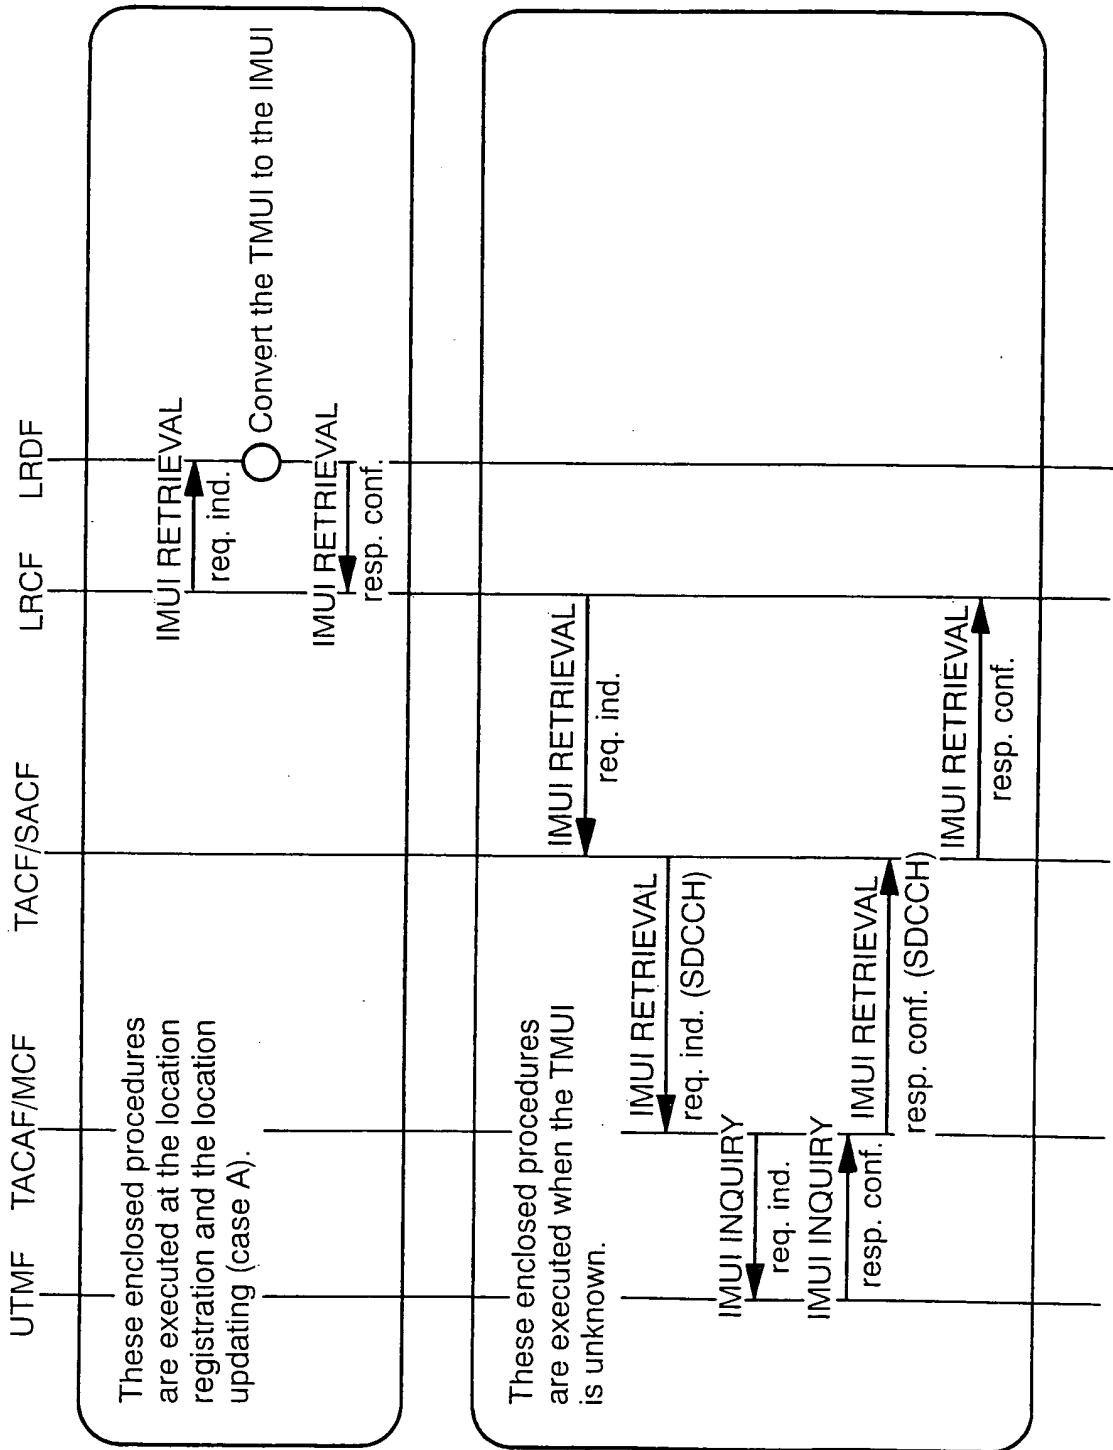 UTMF
TACAF/MCF
TACF/SACF
LRCF
LRDF
These enclosed procedures
are executed at the location
registration and the location
updating (case A).
IMUI RETRIEVAL
req. ind.
Convert the TMUI to the IMUI
IMUI RETRIEVAL
resp. conf.
These enclosed procedures
are executed when the TMUI
is unknown.
IMUI RETRIEVAL
req. ind.
IMUI RETRIEVAL
req. ind. (SDCCH)
IMUI INQUIRY
req. ind.
IMUI INQUIRY
resp. conf.
IMUI RETRIEVAL
resp. conf. (SDCCH)
IMUI RETRIEVAL
resp. conf.